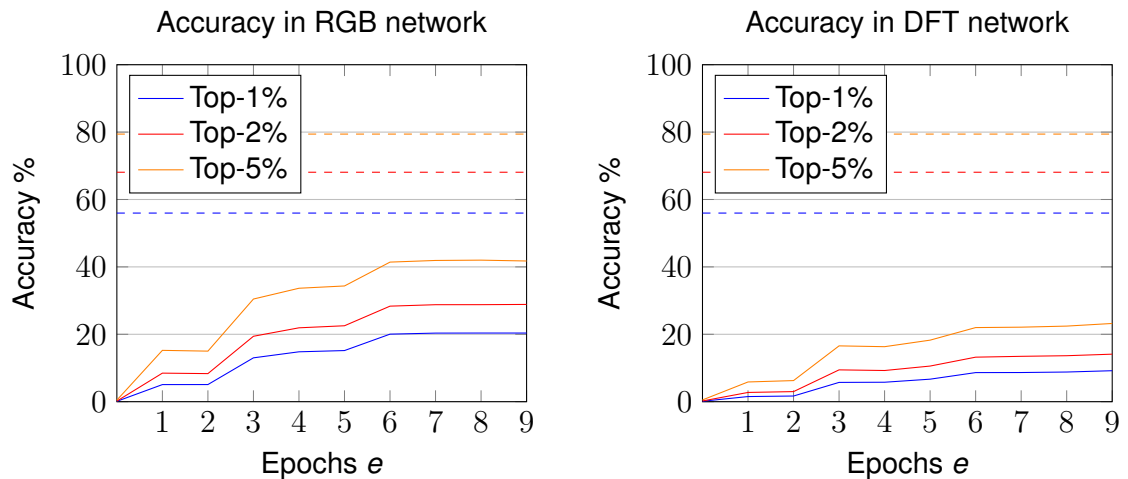 Accuracy in RGB network
100
80
60
40
20
0
Accuracy %
Top-1%
Top-2%
Top-5%
1 2 3 4 5 6 7 8 9
Epochs e
Accuracy in DFT network
100
80
60
40
20
0
Accuracy %
Top-1%
Top-2%
Top-5%
1 2 3 4 5 6 7 8 9
Epochs e